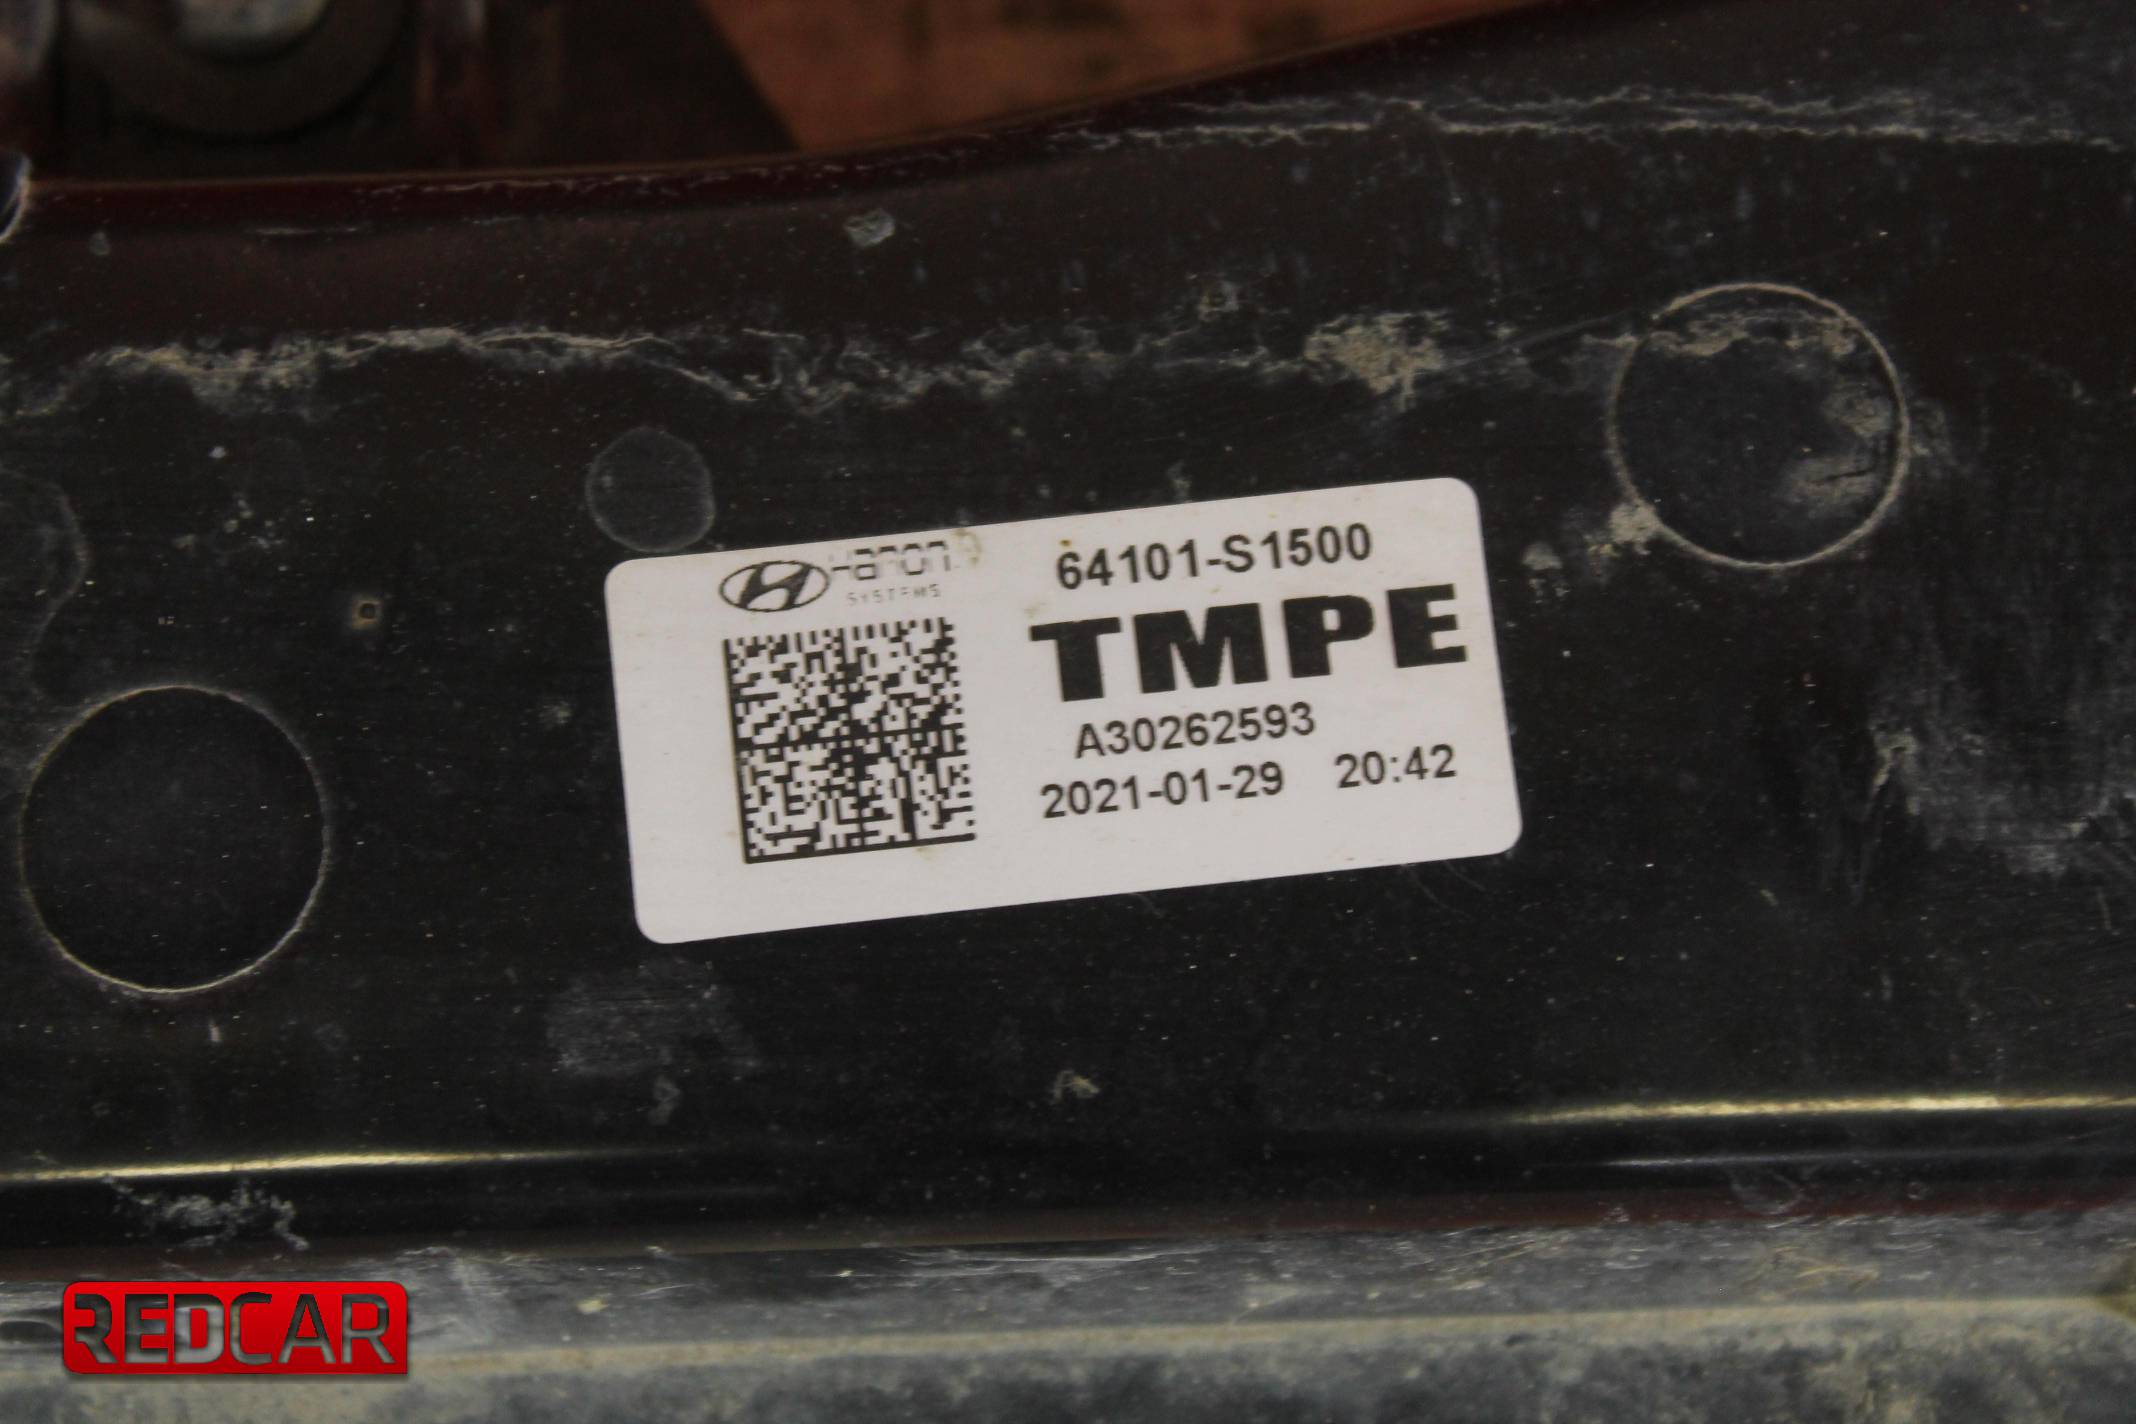 Hanon
SYSTEMS
64101-S1500
TMPE
A30262593
2021-01-29 20:42
REDCAR